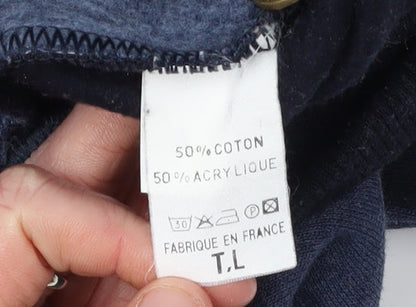 50% COTON
50% ACRYLIQUE
30 P
FABRIQUE EN FRANCE
T.L